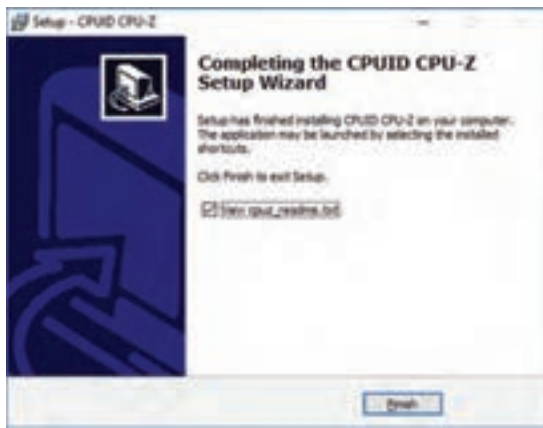 Setup - CPUID CPU-Z
Completing the CPUID CPU-Z
Setup Wizard
Setup has finished installing CPUID CPU-Z on your computer.
The application may be launched by selecting the installed
shortcuts.
Click Finish to exit Setup.
View cpuz_readme.txt
Finish